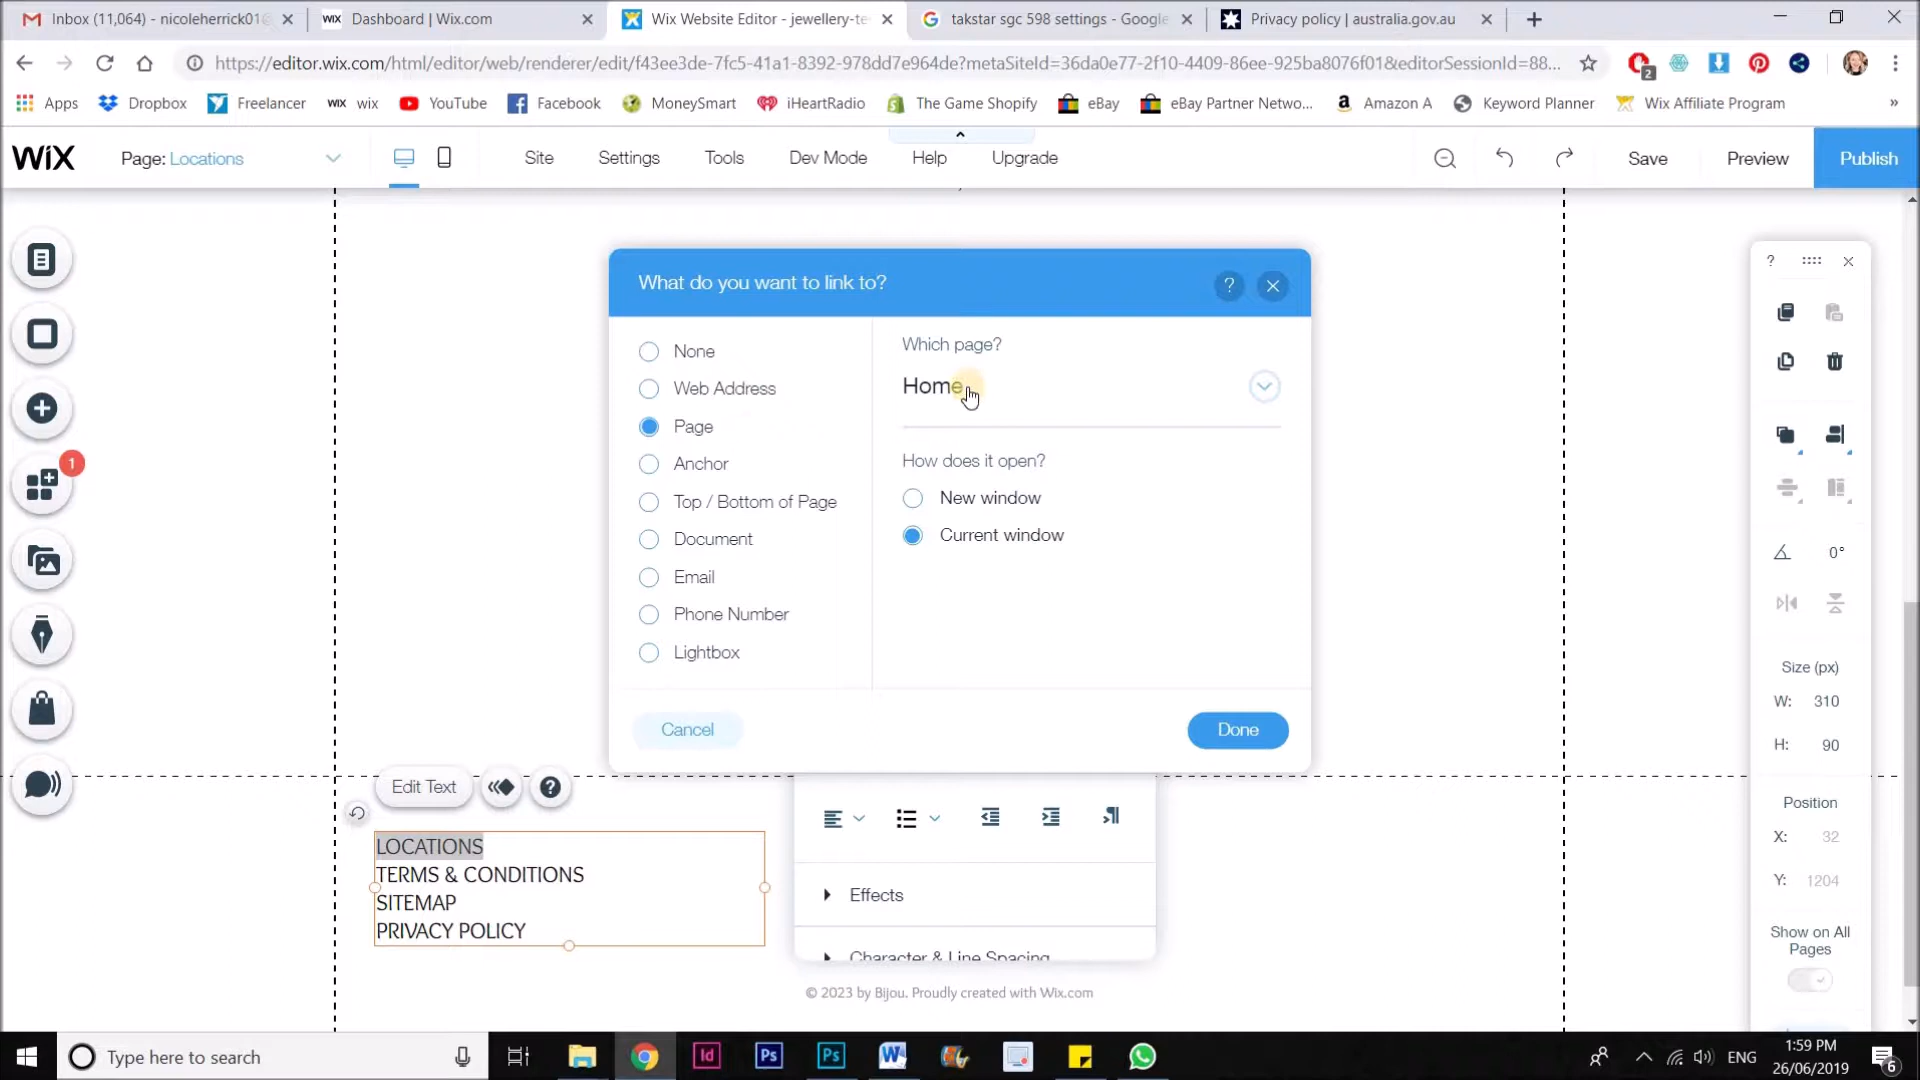 Inbox (11,064) - nicoleherrick01@
WIX Dashboard | Wix.com
Wix Website Editor - jewellery-te
takstar sgc 598 settings - Google
Privacy policy | australia.gov.au
https://editor.wix.com/html/editor/web/renderer/edit/f43ee3de-7fc5-41a1-8392-978dd7e964de?metaSiteId=36da0e77-2f10-4409-86ee-925ba8076f01&editorSessionId=88...
2
Apps
Dropbox
Freelancer
WIX wix
YouTube
Facebook
MoneySmart
iHeartRadio
The Game Shopify
eBay
eBay Partner Netwo...
Amazon A
Keyword Planner
Wix Affiliate Program
»
WiX
Page: Locations
Site
Settings
Tools
Dev Mode
Help
Upgrade
Save
Preview
Publish
What do you want to link to?
?
None
Web Address
Page
Anchor
Top / Bottom of Page
Document
Email
Phone Number
Lightbox
Which page?
Home
How does it open?
New window
Current window
Cancel
Done
1
?
0°
Size (px)
W: 310
H: 90
Position
X: 32
Y: 1204
Show on All
Pages
Edit Text
?
LOCATIONS
TERMS & CONDITIONS
SITEMAP
PRIVACY POLICY
Effects
Character & Line Spacing
© 2023 by Bijou. Proudly created with Wix.com
Type here to search
Id
Ps
Ps
W
ENG
1:59 PM
26/06/2019
6